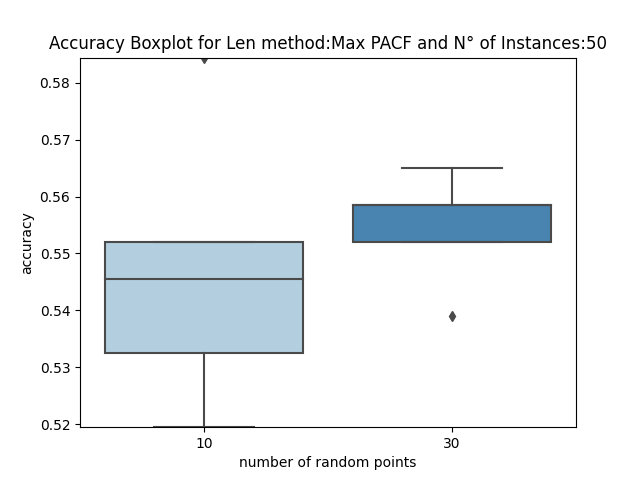 Accuracy Boxplot for Len method:Max PACF and N° of Instances:50
0.58
0.57
0.56
0.55
0.54
0.53
0.52
accuracy
10 30
number of random points